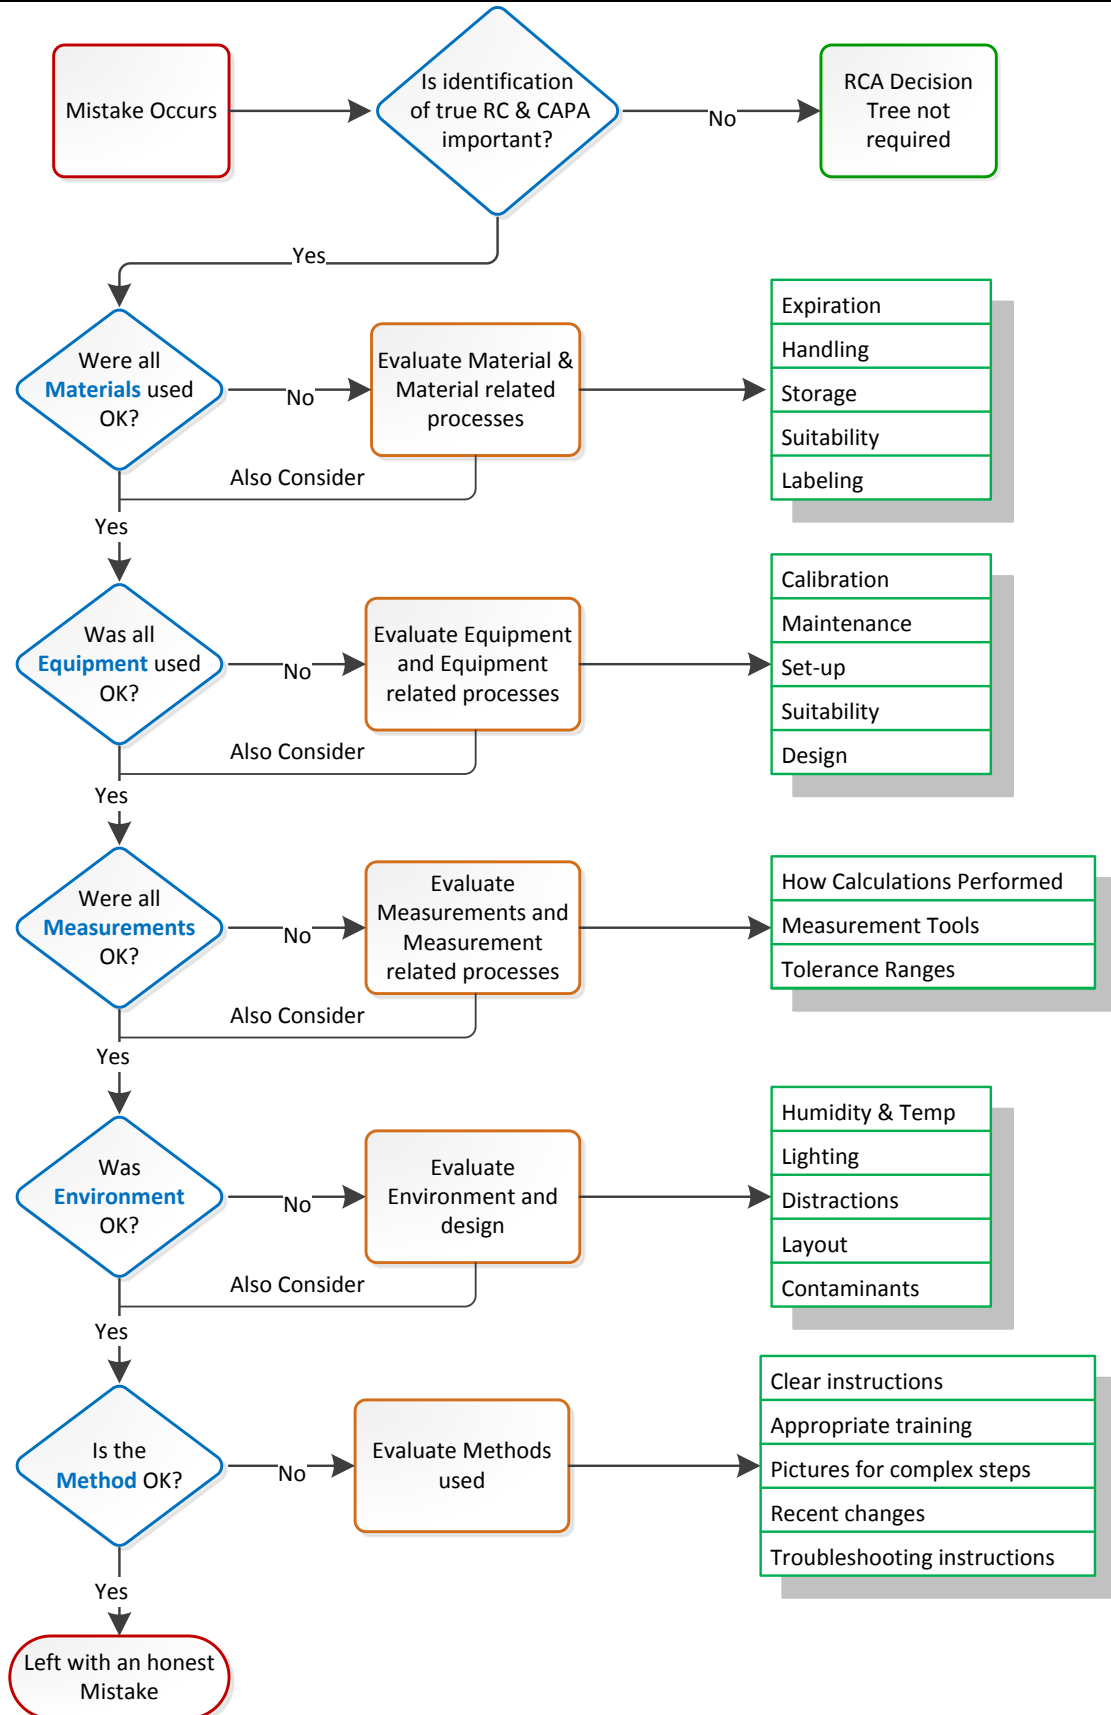 Mistake Occurs
Is identification
of true RC & CAPA
important?
No
RCA Decision
Tree not
required
Yes
Were all
Materials used
OK?
No
Evaluate Material &
Material related
processes
Expiration
Handling
Storage
Suitability
Labeling
Also Consider
Yes
Was all
Equipment used
OK?
No
Evaluate Equipment
and Equipment
related processes
Calibration
Maintenance
Set-up
Suitability
Design
Also Consider
Yes
Were all
Measurements
OK?
No
Evaluate
Measurements and
Measurement
related processes
How Calculations Performed
Measurement Tools
Tolerance Ranges
Also Consider
Yes
Was
Environment
OK?
No
Evaluate
Environment and
design
Humidity & Temp
Lighting
Distractions
Layout
Contaminants
Also Consider
Yes
Is the
Method OK?
No
Evaluate Methods
used
Clear instructions
Appropriate training
Pictures for complex steps
Recent changes
Troubleshooting instructions
Yes
Left with an honest
Mistake